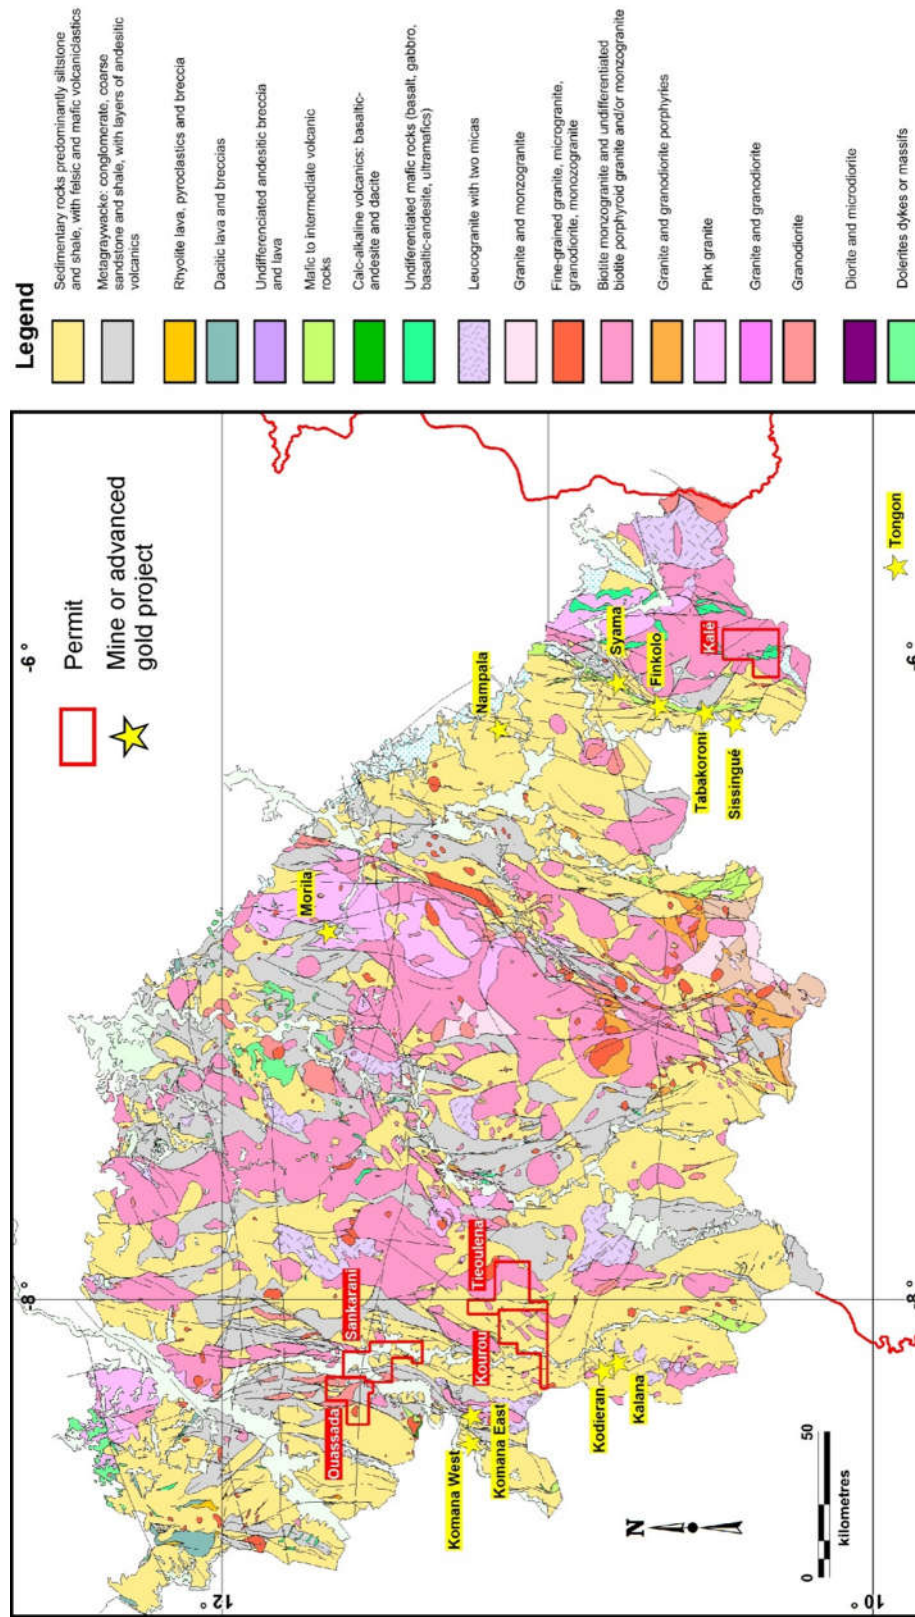 Legend
Sedimentary rocks predominantly siltstone
and shale, with felsic and mafic volcaniclastics
Metagraywacke: conglomerate, coarse
sandstone and shale, with layers of andesitic
volcanics
Rhyolite lava, pyroclastics and breccia
Dacitic lava and breccias
Undifferenciated andesitic breccia
and lava
Mafic to intermediate volcanic
rocks
Calc-alkaline volcanics: basaltic-
andesite and dacite
Undifferentiated mafic rocks (basalt, gabbro,
basaltic-andesite, ultramafics)
Leucogranite with two micas
Granite and monzogranite
Fine-grained granite, microgranite,
granodiorite, monozogranite
Biotite monzogranite and undifferentiated
biotite porphyroid granite and/or monzogranite
Granite and granodiorite porphyries
Pink granite
Granite and granodiorite
Granodiorite
Diorite and microdiorite
Dolerites dykes or massifs
-8°
-6°
Permit
Mine or advanced
gold project
12°
Morila
Ouassada
Sankarani
Nampala
Komana West
Komana East
Kourou
Tieoulena
Syama
Finkolo
Kodieran
Kalana
Tabakoroni
Sissingué
Kalé
N
0
50
kilometres
10°
-8°
-6°
Tongon